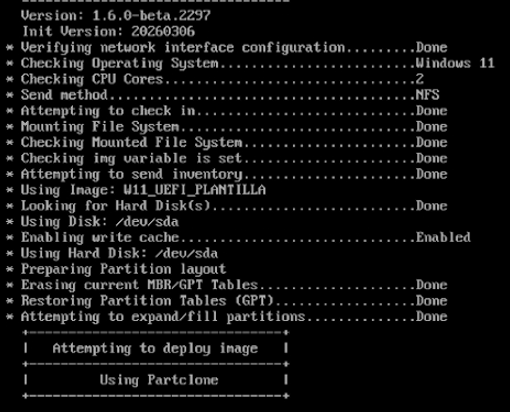 Version: 1.6.0-beta.2297
Init Version: 20260306
* Verifying network interface configuration.........Done
* Checking Operating System.........................Windows 11
* Checking CPU Cores................................2
* Send method.......................................NFS
* Attempting to check in............................Done
* Mounting File System..............................Done
* Checking Mounted File System......................Done
* Checking img variable is set......................Done
* Attempting to send inventory......................Done
* Using Image: W11_UEFI_PLANTILLA
* Looking for Hard Disk(s)..........................Done
* Using Disk: /dev/sda
* Enabling write cache..............................Enabled
* Using Hard Disk: /dev/sda
* Preparing Partition layout
* Erasing current MBR/GPT Tables....................Done
* Restoring Partition Tables (GPT)..................Done
* Attempting to expand/fill partitions..............Done
Attempting to deploy image
Using Partclone